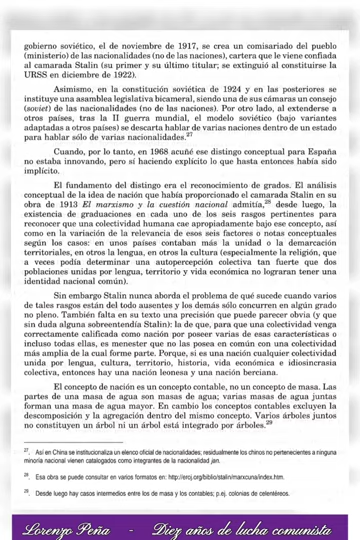 gobierno soviético, el de noviembre de 1917, se crea un comisariado del pueblo
(ministerio) de las nacionalidades (no de las naciones), cartera que le viene confiada
al camarada Stalin (su primer y su último titular; se extinguió al constituirse la
URSS en diciembre de 1922).
Asimismo, en la constitución soviética de 1924 y en las posteriores se
instituye una asamblea legislativa bicameral, siendo una de sus cámaras un consejo
(soviet) de las nacionalidades (no de las naciones). Por otro lado, al extenderse a
otros países, tras la II guerra mundial, el modelo soviético (bajo variantes
adaptadas a otros países) se descarta hablar de varias naciones dentro de un estado
para hablar sólo de varias nacionalidades.27
Cuando, por lo tanto, en 1968 acuñé ese distingo conceptual para España
no estaba innovando, pero sí haciendo explícito lo que hasta entonces había sido
implícito.
El fundamento del distingo era el reconocimiento de grados. El análisis
conceptual de la idea de nación que había proporcionado el camarada Stalin en su
obra de 1913 El marxismo y la cuestión nacional admitía,28 desde luego, la
existencia de graduaciones en cada uno de los seis rasgos pertinentes para
reconocer que una colectividad humana cae apropiadamente bajo ese concepto, así
como en la variación de la relevancia de esos seis factores o notas conceptuales
según los casos: en unos países contaban más la unidad o la demarcación
territoriales, en otros la lengua, en otros la cultura (especialmente la religión, que
a veces podía determinar una autopercepción colectiva tan fuerte que dos
poblaciones unidas por lengua, territorio y vida económica no lograran tener una
identidad nacional común).
Sin embargo Stalin nunca aborda el problema de qué sucede cuando varios
de tales rasgos están del todo ausentes y los demás sólo concurren en algún grado
no pleno. También falta en su texto una precisión que puede parecer obvia (y que
sin duda alguna sobreentendía Stalin): la de que, para que una colectividad venga
correctamente calificada como nación por poseer varias de esas características o
incluso todas ellas, es menester que no las posea en común con una colectividad
más amplia de la cual forme parte. Porque, si es una nación cualquier colectividad
unida por lengua, cultura, territorio, historia, vida económica e idiosincrasia
colectiva, entonces hay una nación leonesa y una nación berciana.
El concepto de nación es un concepto contable, no un concepto de masa. Las
partes de una masa de agua son masas de agua; varias masas de agua juntas
forman una masa de agua mayor. En cambio los conceptos contables excluyen la
descomposición y la agregación dentro del mismo concepto. Varios árboles juntos
no constituyen un árbol ni un árbol está integrado por árboles.29
27. Así en China se institucionaliza un elenco oficial de nacionalidades; residualmente los chinos no pertenecientes a ninguna
minoría nacional vienen catalogados como integrantes de la nacionalidad jan.
28. Esa obra se puede consultar en varios formatos en: http://eroj.org/biblio/stalin/marxcuna/index.htm.
29. Desde luego hay casos intermedios entre los de masa y los contables; p.ej. colonias de celentéreos.
Lorenzo Peña - Diez años de lucha comunista